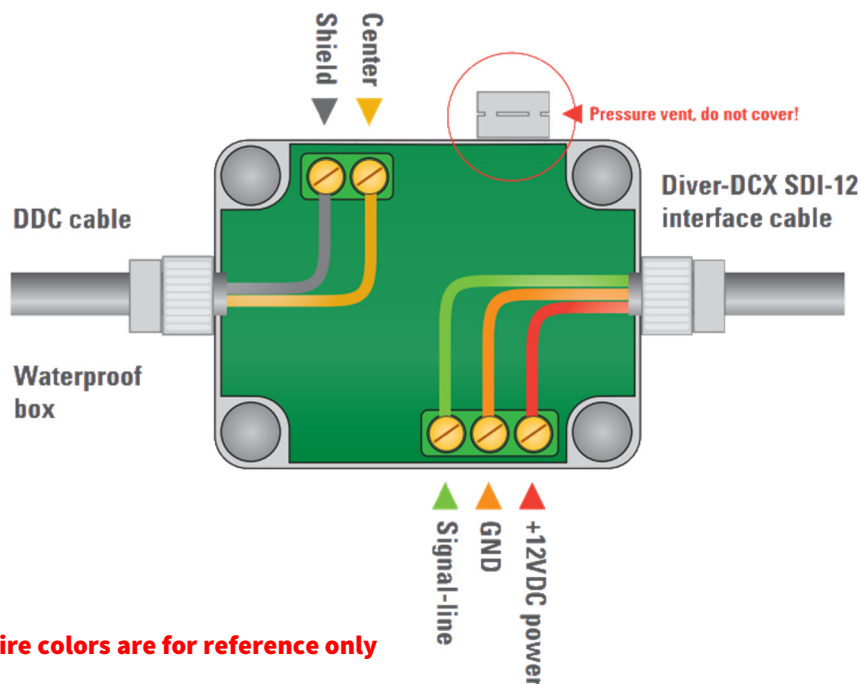 Shield
Center
Pressure vent, do not cover!
DDC cable
Diver-DCX SDI-12
interface cable
Waterproof
box
Signal-line
GND
+12VDC power
ire colors are for reference only